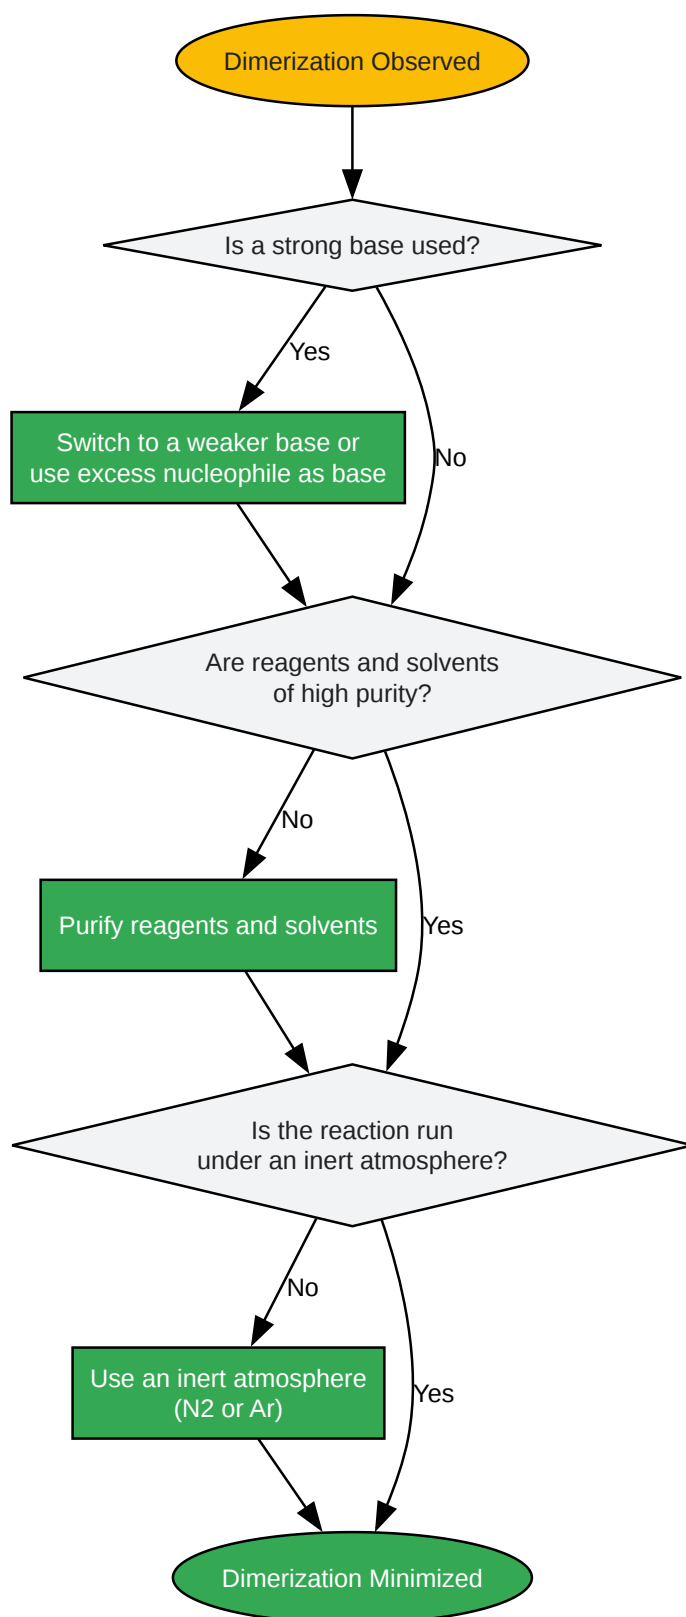 Dimerization Observed
Is a strong base used?
Yes
Switch to a weaker base or
use excess nucleophile as base
No
Are reagents and solvents
of high purity?
No
Purify reagents and solvents
Yes
Is the reaction run
under an inert atmosphere?
No
Use an inert atmosphere
(N2 or Ar)
Yes
Dimerization Minimized